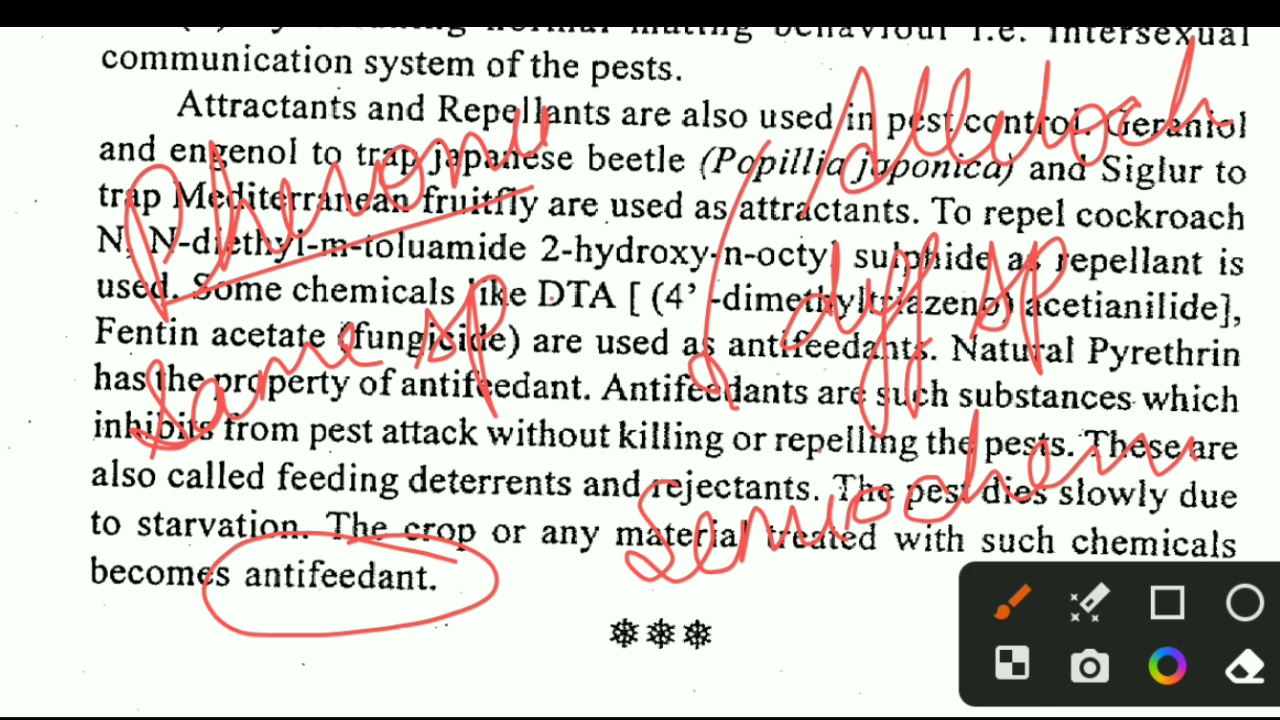 normal mating behaviour i.e. intersexual
communication system of the pests.
Attractants and Repellants are also used in pest control. Geraniol
and engenol to trap japanese beetle (Popillia japonica) and Siglur to
trap Mediterranean fruitfly are used as attractants. To repel cockroach
N, N-diethyl-m-toluamide 2-hydroxy-n-octyl sulphide as repellant is
used. Some chemicals like DTA [ (4’-dimethyltriazeno) acetianilide],
Fentin acetate (fungicide) are used as antifeedants. Natural Pyrethrin
has the property of antifeedant. Antifeedants are such substances which
inhibits from pest attack without killing or repelling the pests. These are
also called feeding deterrents and rejectants. The pest dies slowly due
to starvation. The crop or any material treated with such chemicals
becomes antifeedant.
Pheromone
same sp
diff sp
Semiochem